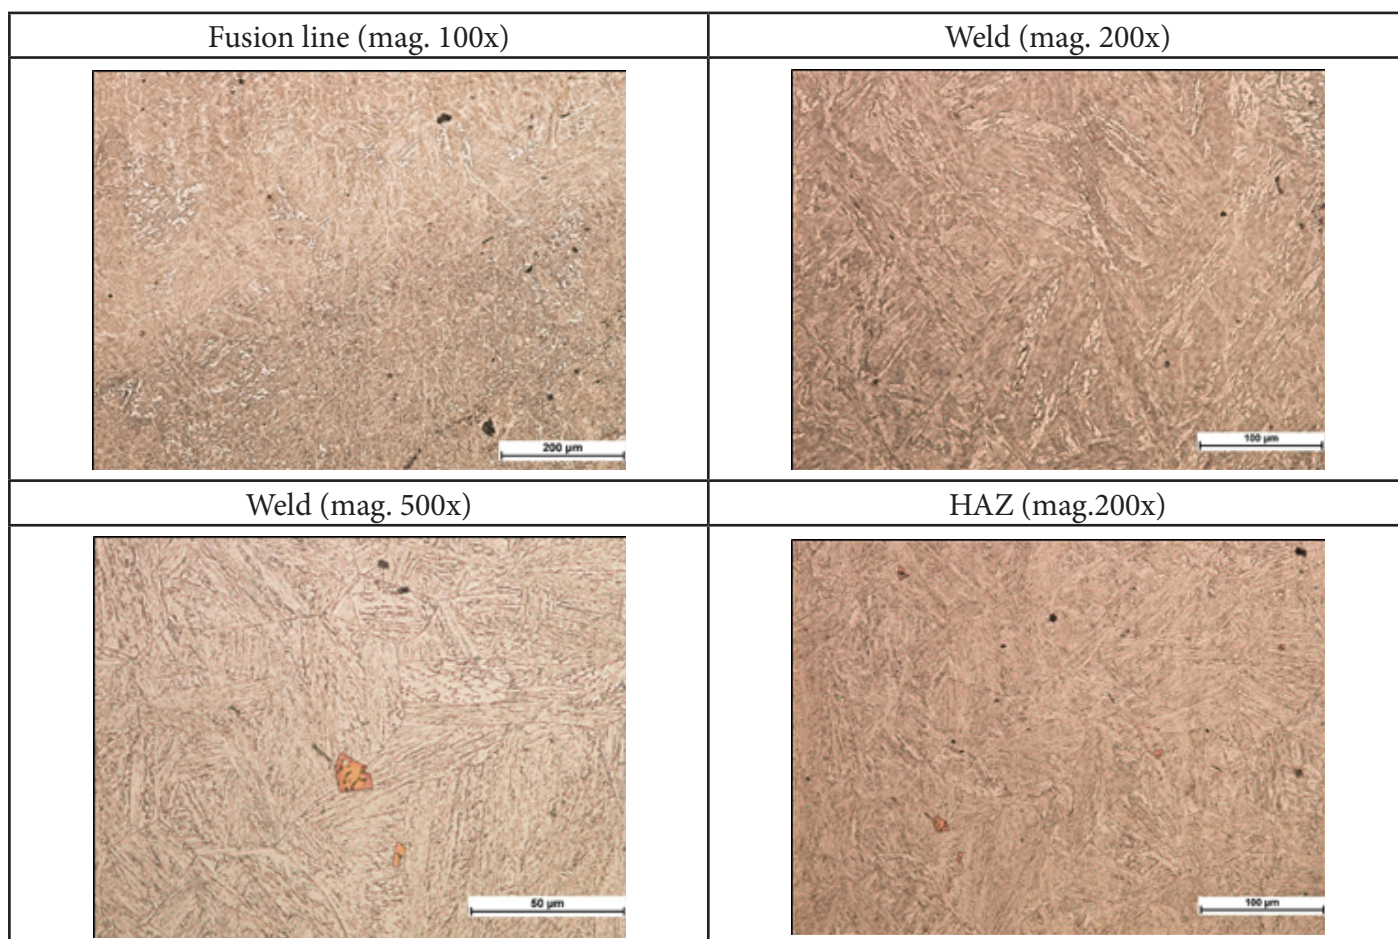 Fusion line (mag. 100x)
Weld (mag. 200x)
200 µm
100 µm
Weld (mag. 500x)
HAZ (mag.200x)
50 µm
100 µm